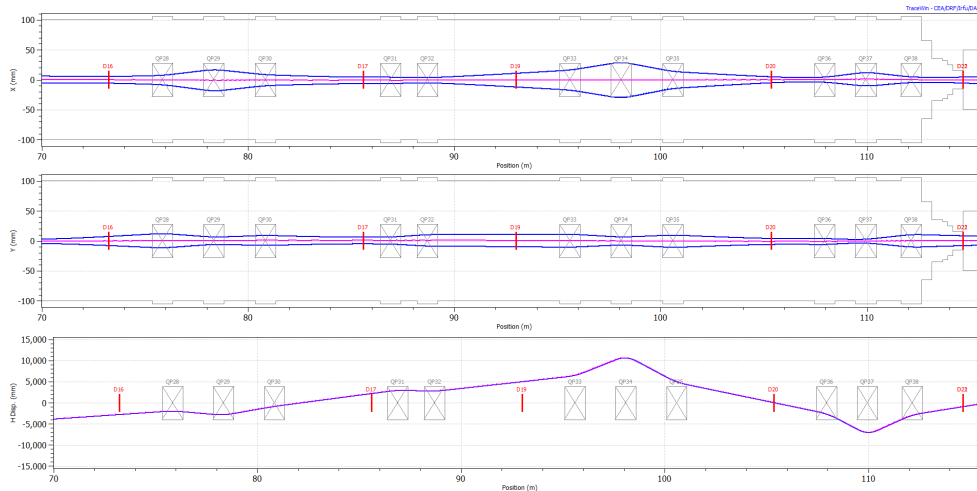 TraceWin - CEA/DRF/Irfu/DA
X (mm)
100
50
0
-50
-100
D16
QP28
QP29
QP30
D17
QP31
QP32
D19
QP33
QP34
QP35
D20
QP36
QP37
QP38
70
80
90
100
110
Position (m)
Y (mm)
100
50
0
-50
-100
D16
QP28
QP29
QP30
D17
QP31
QP32
D19
QP33
QP34
QP35
D20
QP36
QP37
QP38
70
80
90
100
110
Position (m)
H Disp. (mm)
15,000
10,000
5,000
0
-5,000
-10,000
-15,000
D16
QP28
QP29
QP30
D17
QP31
QP32
D19
QP33
QP34
D20
QP36
QP37
QP38
70
80
90
100
110
Position (m)